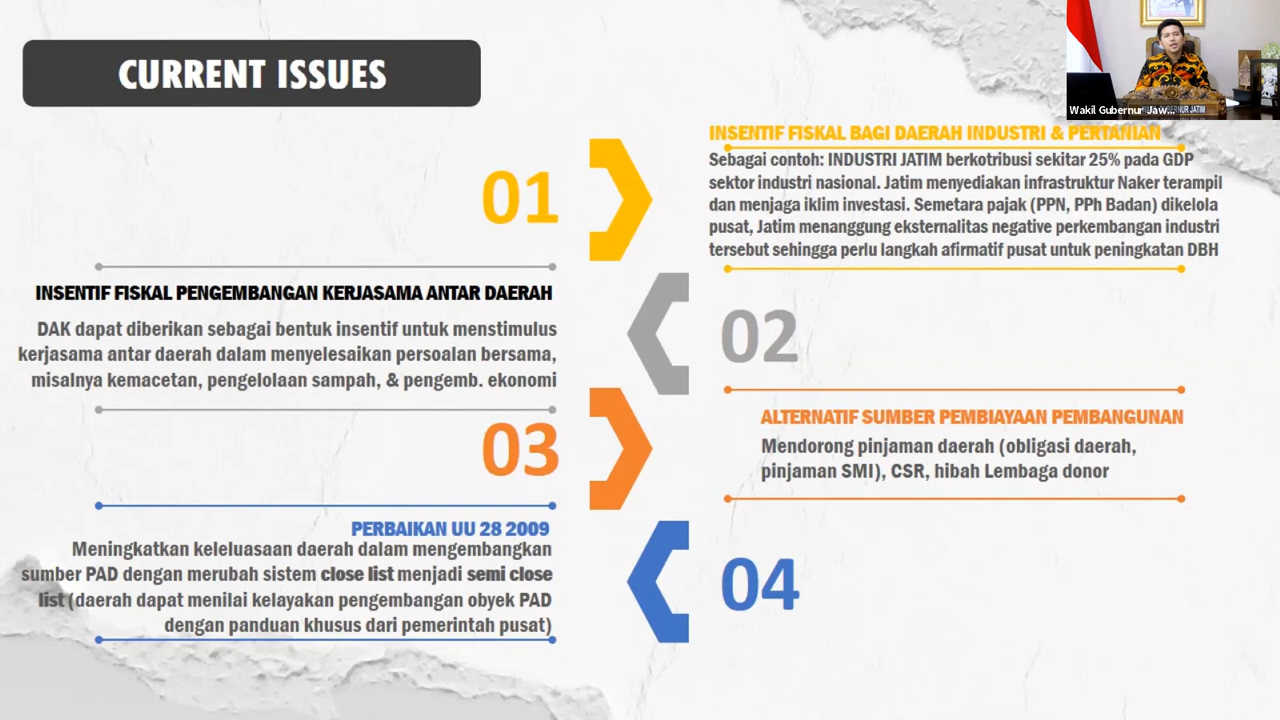 CURRENT ISSUES
Wakil Gubernur Jaw...
01
INSENTIF FISKAL BAGI DAERAH INDUSTRI & PERTANIAN
Sebagai contoh: INDUSTRI JATIM berkotribusi sekitar 25% pada GDP
sektor industri nasional. Jatim menyediakan infrastruktur Naker terampil
dan menjaga iklim investasi. Semetara pajak (PPN, PPh Badan) dikelola
pusat, Jatim menanggung eksternalitas negative perkembangan industri
tersebut sehingga perlu langkah afirmatif pusat untuk peningkatan DBH
INSENTIF FISKAL PENGEMBANGAN KERJASAMA ANTAR DAERAH
DAK dapat diberikan sebagai bentuk insentif untuk menstimulus
kerjasama antar daerah dalam menyelesaikan persoalan bersama,
misalnya kemacetan, pengelolaan sampah, & pengemb. ekonomi
02
03
ALTERNATIF SUMBER PEMBIAYAAN PEMBANGUNAN
Mendorong pinjaman daerah (obligasi daerah,
pinjaman SMI), CSR, hibah Lembaga donor
PERBAIKAN UU 28 2009
Meningkatkan keleluasaan daerah dalam mengembangkan
sumber PAD dengan merubah sistem close list menjadi semi close
list (daerah dapat menilai kelayakan pengembangan obyek PAD
dengan panduan khusus dari pemerintah pusat)
04